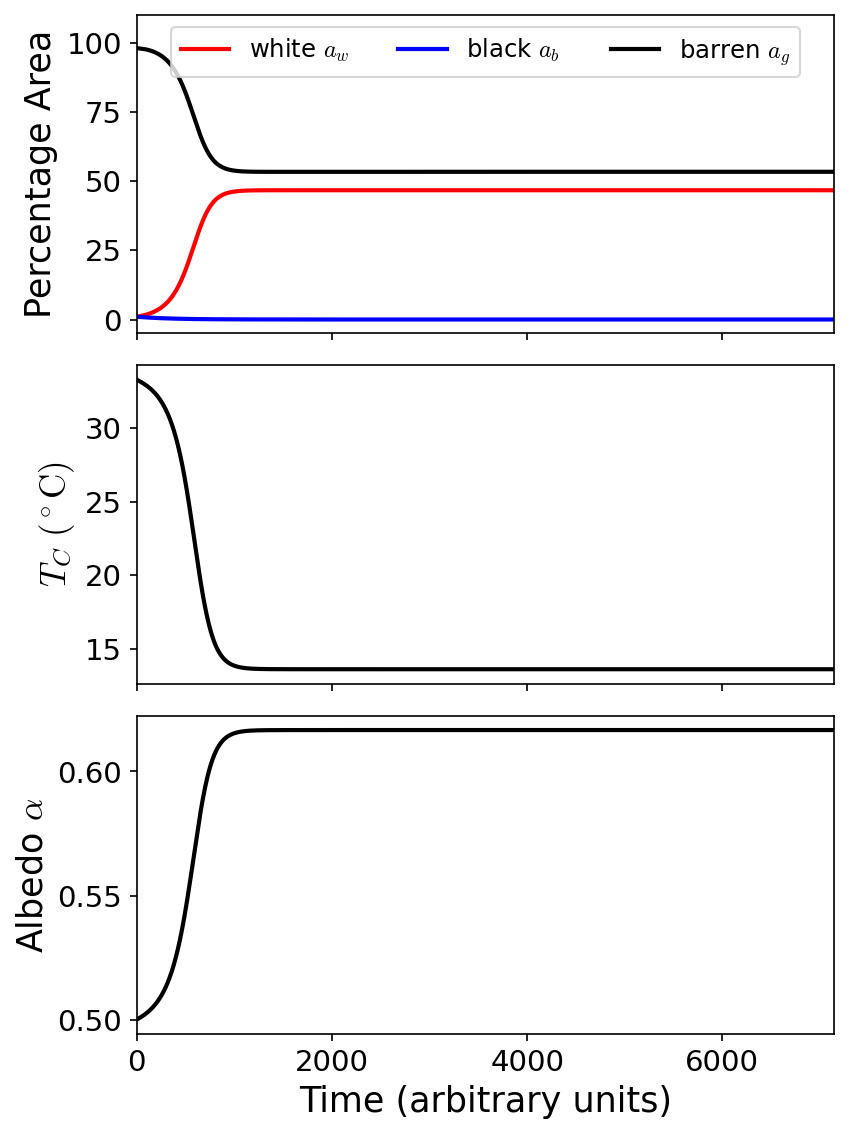 Percentage Area
100
75
50
25
0
white a_w
black a_b
barren a_g
T_C (°C)
30
25
20
15
Albedo α
0.60
0.55
0.50
0
2000
4000
6000
Time (arbitrary units)